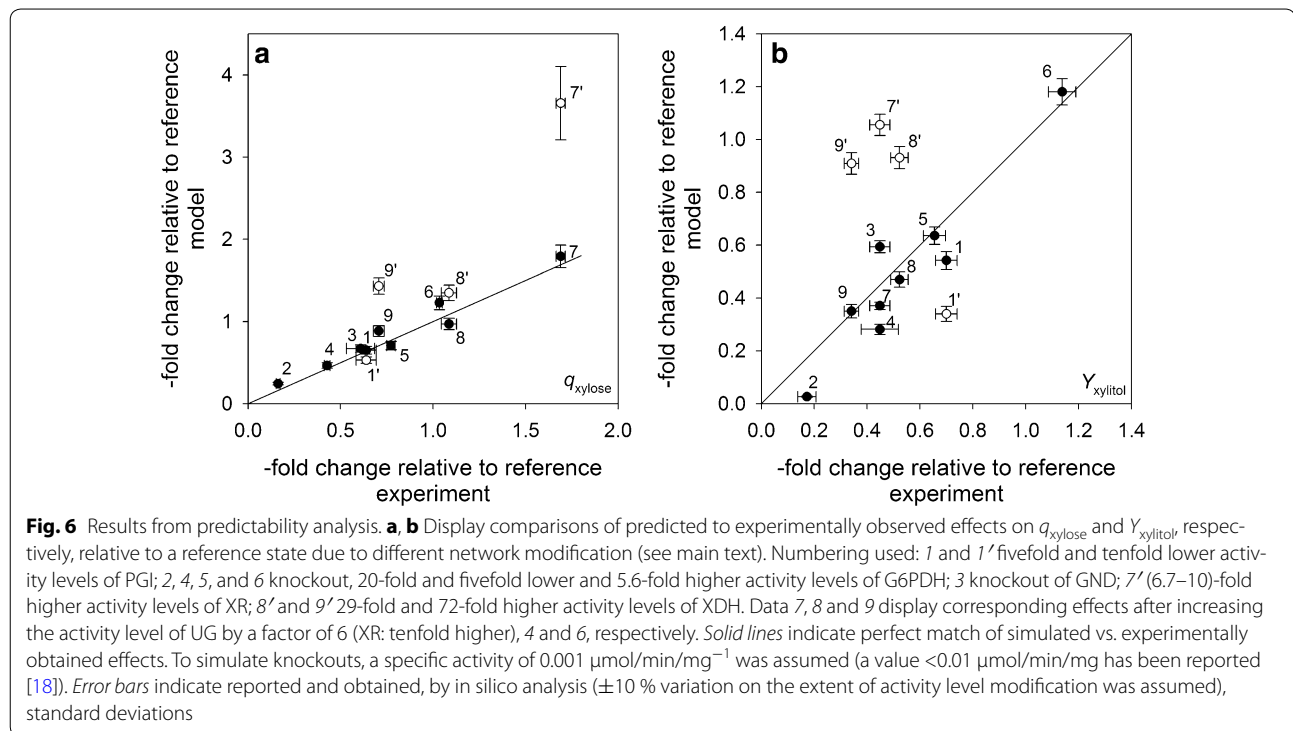 a
-fold change relative to reference
model
4
3
2
1
0
7'
9'
8'
6
7
9
8
3
1
5
4
1'
2
qxylose
0.0 0.5 1.0 1.5 2.0
-fold change relative to reference
experiment
b
-fold change relative to reference
model
1.4
1.2
1.0
0.8
0.6
0.4
0.2
0.0
6
7'
8'
9'
3
5
1
8
9
7
4
1'
2
Yxylitol
0.0 0.2 0.4 0.6 0.8 1.0 1.2 1.4
-fold change relative to reference
experiment
Fig. 6 Results from predictability analysis. a, b Display comparisons of predicted to experimentally observed effects on qxylose and Yxylitol, respec-
tively, relative to a reference state due to different network modification (see main text). Numbering used: 1 and 1′ fivefold and tenfold lower activ-
ity levels of PGI; 2, 4, 5, and 6 knockout, 20-fold and fivefold lower and 5.6-fold higher activity levels of G6PDH; 3 knockout of GND; 7′ (6.7–10)-fold
higher activity levels of XR; 8′ and 9′ 29-fold and 72-fold higher activity levels of XDH. Data 7, 8 and 9 display corresponding effects after increasing
the activity level of UG by a factor of 6 (XR: tenfold higher), 4 and 6, respectively. Solid lines indicate perfect match of simulated vs. experimentally
obtained effects. To simulate knockouts, a specific activity of 0.001 μmol/min/mg−1 was assumed (a value <0.01 μmol/min/mg has been reported
[18]). Error bars indicate reported and obtained, by in silico analysis (±10 % variation on the extent of activity level modification was assumed),
standard deviations